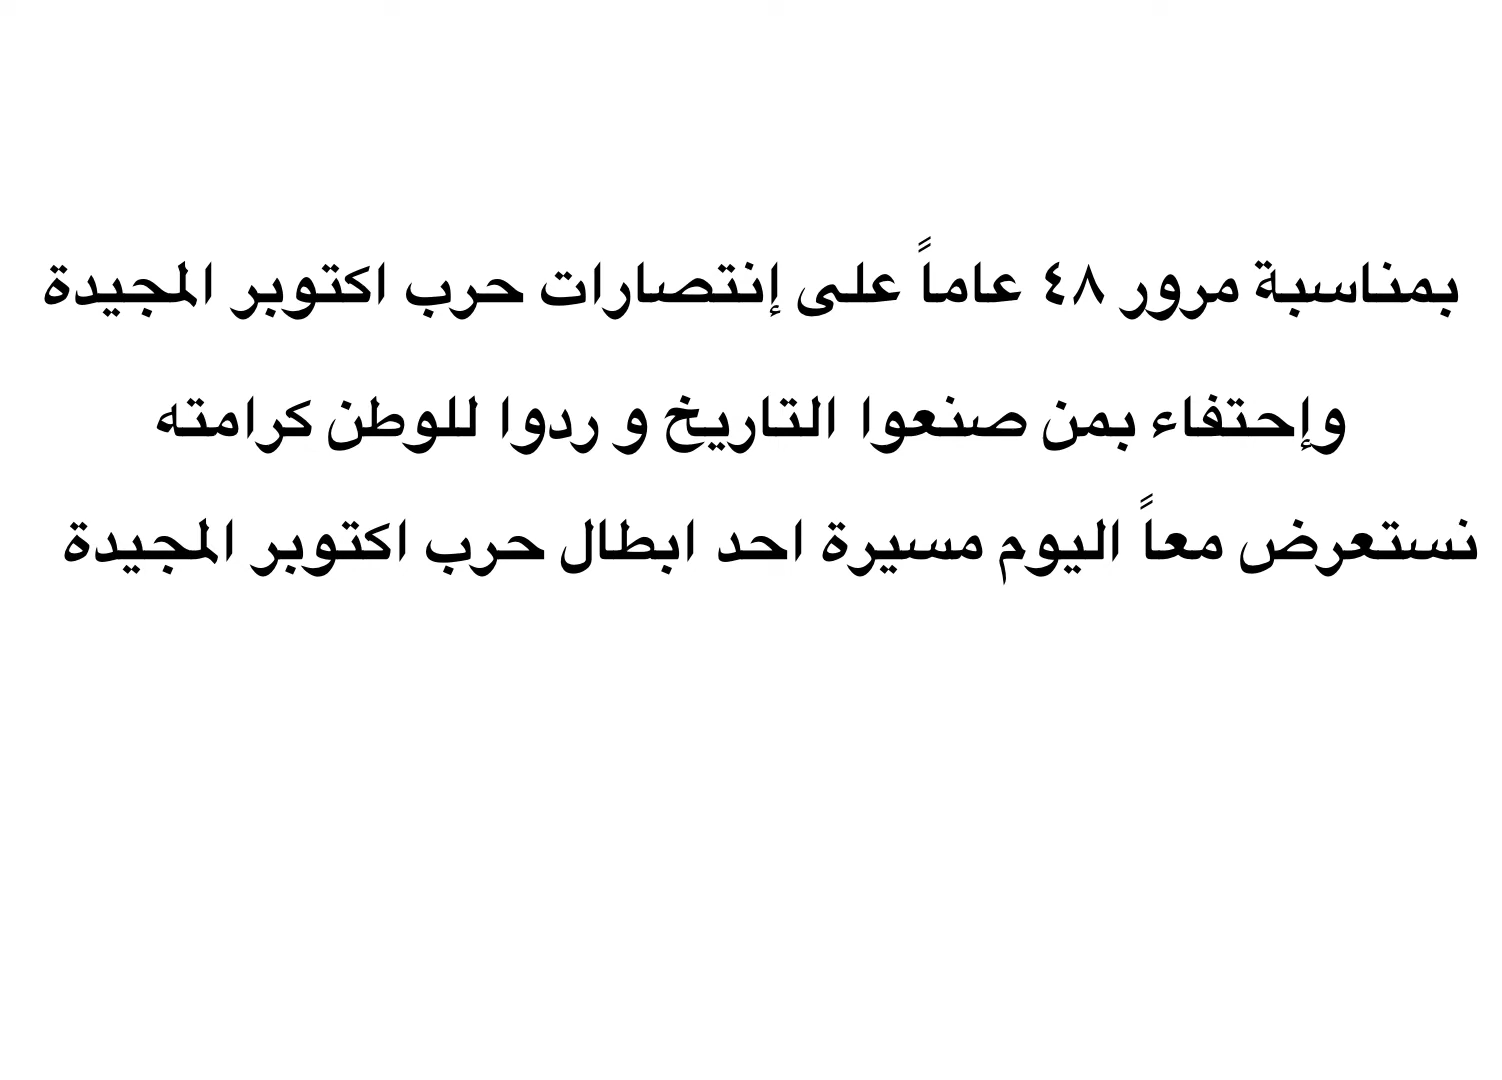 بمناسبة مرور ٤٨ عاماً على إنتصارات حرب اكتوبر المجيدة
وإحتفاء بمن صنعوا التاريخ و ردوا للوطن كرامته
نستعرض معاً اليوم مسيرة احد ابطال حرب اكتوبر المجيدة